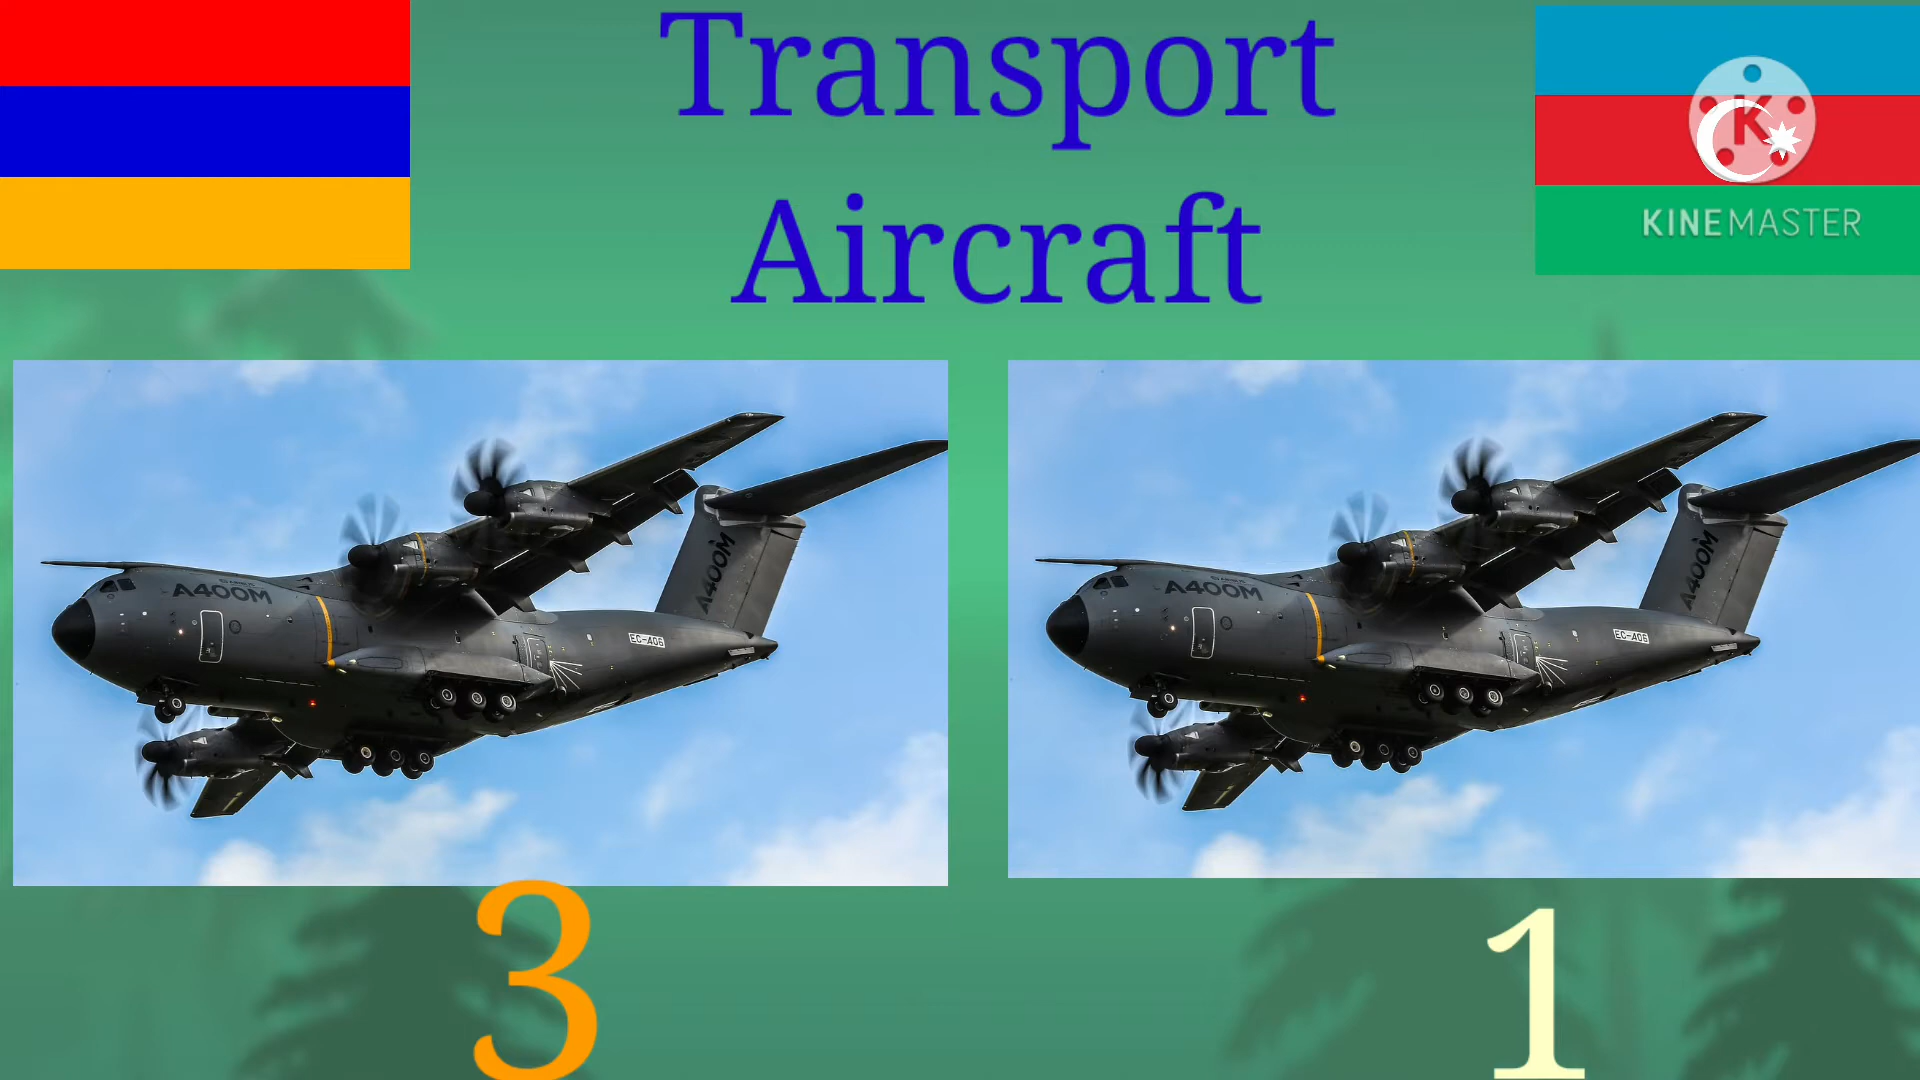 Transport
Aircraft
K
KINEMASTER
A400M
A400M
EC-406
A400M
A400M
EC-406
3
1